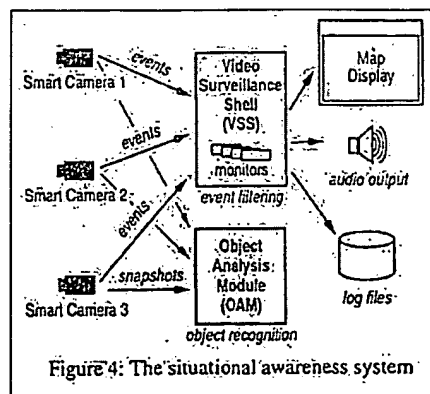 events
Smart Camera 1
Video
Surveillance
Shell
(VSS)
monitors
event filtering
Map
Display
events
Smart Camera 2
audio output
events
snapshots
Smart Camera 3
Object
Analysis
Module
(OAM)
object recognition
log files
Figure 4: The situational awareness system